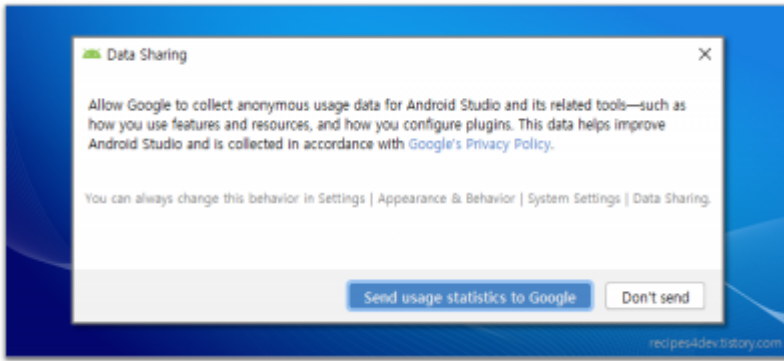 Data Sharing
Allow Google to collect anonymous usage data for Android Studio and its related tools—such as
how you use features and resources, and how you configure plugins. This data helps improve
Android Studio and is collected in accordance with Google's Privacy Policy.
You can always change this behavior in Settings | Appearance & Behavior | System Settings | Data Sharing.
Send usage statistics to Google
Don't send
recipes4dev.tistory.com